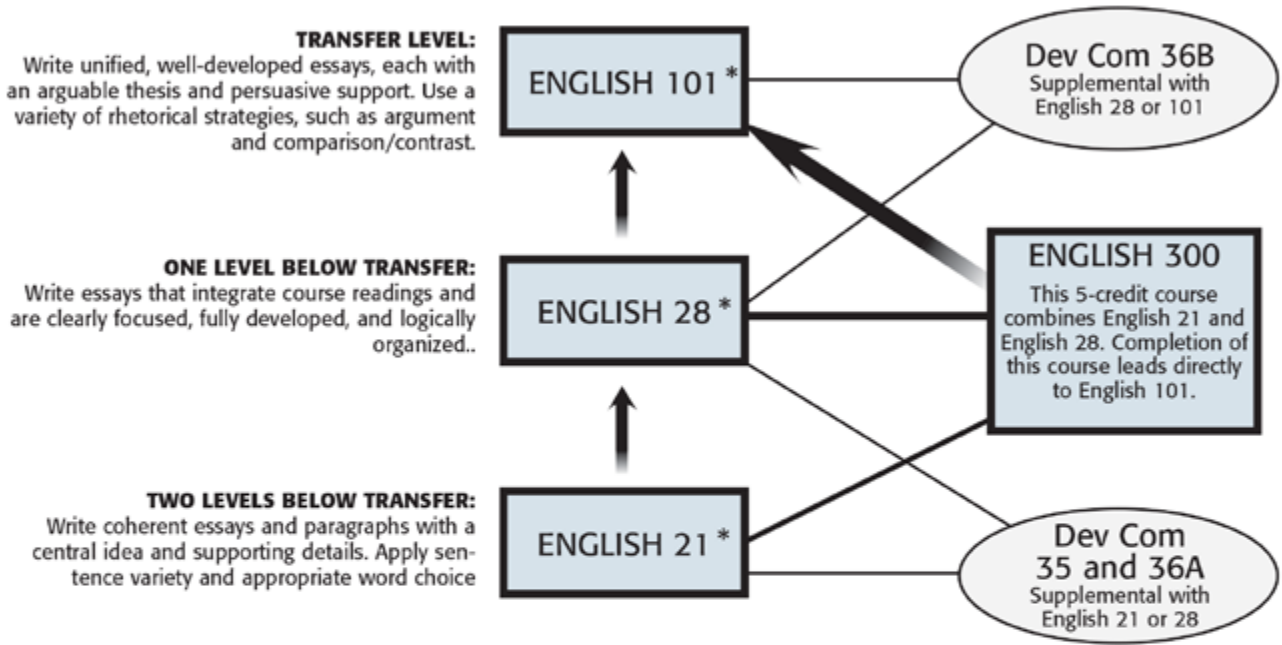 TRANSFER LEVEL:
Write unified, well-developed essays, each with
an arguable thesis and persuasive support. Use a
variety of rhetorical strategies, such as argument
and comparison/contrast.
ENGLISH 101 *
Dev Com 36B
Supplemental with
English 28 or 101
ONE LEVEL BELOW TRANSFER:
Write essays that integrate course readings and
are clearly focused, fully developed, and logically
organized..
ENGLISH 28 *
ENGLISH 300
This 5-credit course
combines English 21 and
English 28. Completion of
this course leads directly
to English 101.
TWO LEVELS BELOW TRANSFER:
Write coherent essays and paragraphs with a
central idea and supporting details. Apply sen-
tence variety and appropriate word choice
ENGLISH 21 *
Dev Com
35 and 36A
Supplemental with
English 21 or 28